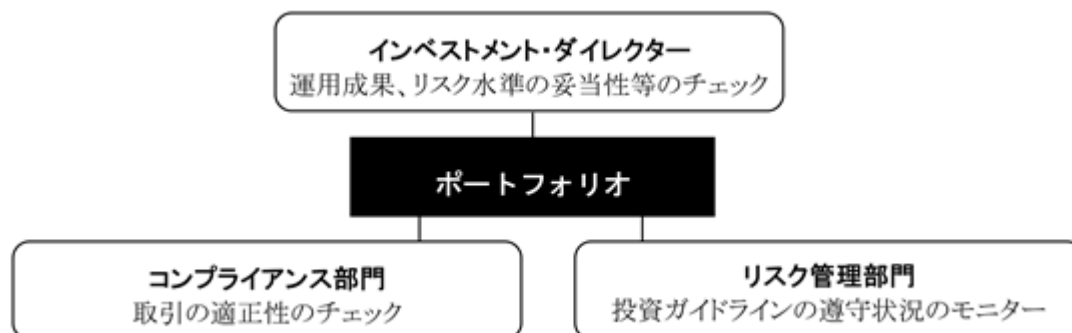 インベストメント・ダイレクター
運用成果、リスク水準の妥当性等のチェック
ポートフォリオ
コンプライアンス部門
取引の適正性のチェック
リスク管理部門
投資ガイドラインの遵守状況のモニター